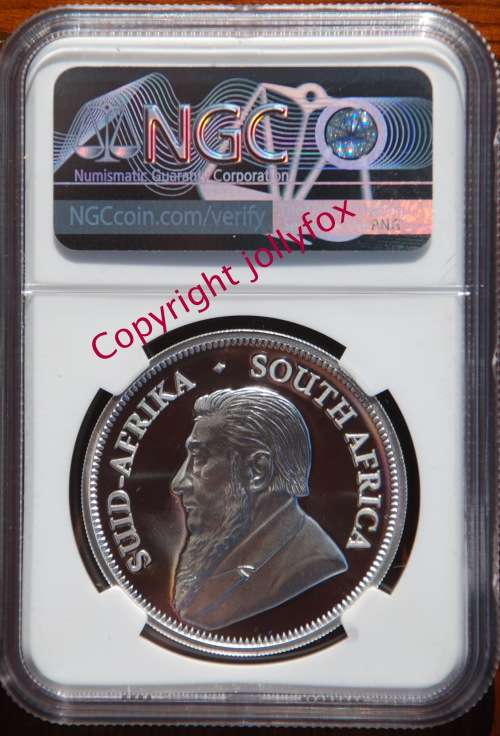 NGC
Numismatic Guaranty Corporation
NGCcoin.com/verify
Copyright jollyfox
SUID-AFRIKA • SOUTH AFRICA